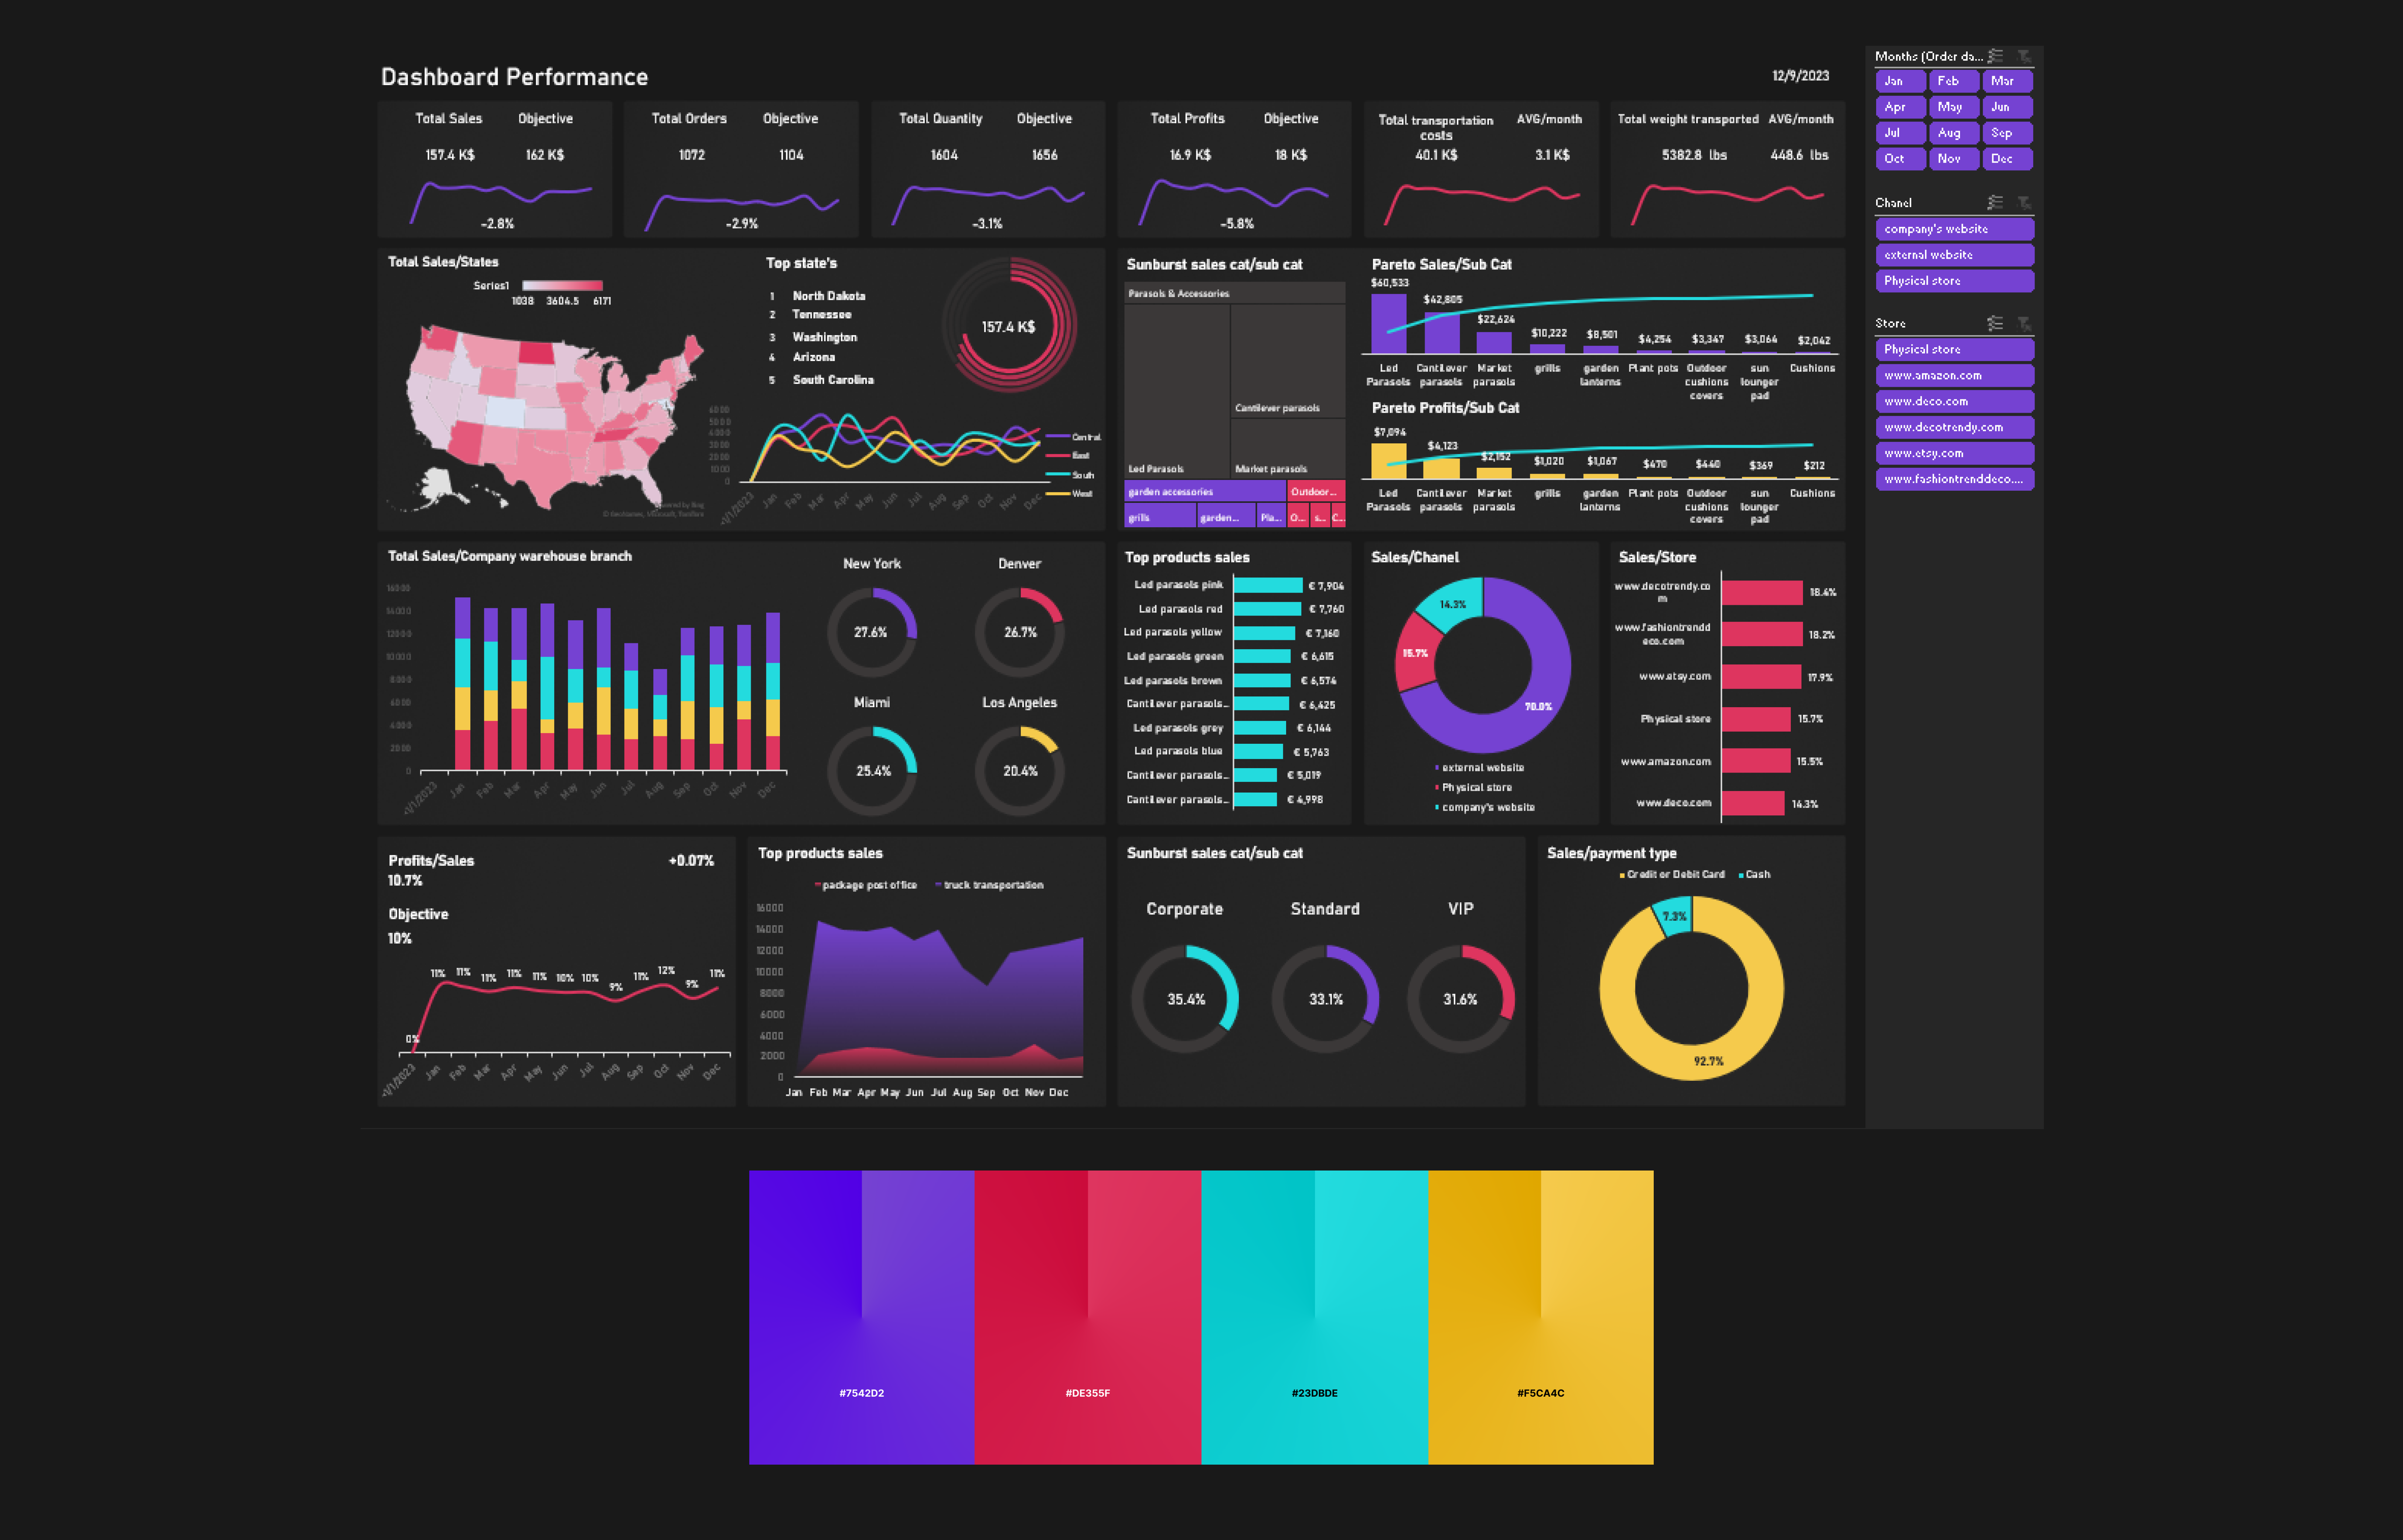 Dashboard Performance
12/9/2023
Total Sales Objective
157.4 K$ 162 K$
-2.8%
Total Orders Objective
1072 1104
-2.9%
Total Quantity Objective
1604 1656
-3.1%
Total Profits Objective
16.9 K$ 18 K$
-5.8%
Total transportation
costs
AVG/month
40.1 K$ 3.1 K$
Total weight transported AVG/month
5382.8 lbs 448.6 lbs
Total Sales/States
Series1
1038 3604.5 6171
Top state's
1 North Dakota
2 Tennessee
3 Washington
4 Arizona
5 South Carolina
157.4 K$
6000
5000
4000
3000
2000
1000
0
Central
East
South
West
Jan Feb Mar Apr May Jun Jul Aug Sep Oct Nov Dec
Sunburst sales cat/sub cat
Parasols & Accessories
Cantilever parasols
Led Parasols
Market parasols
garden accessories
Outdoor...
grills
garden...
Pla...
O...
s...
C...
Pareto Sales/Sub Cat
$60,533
$42,805
$22,624
$10,222
$8,501
$4,254
$3,347
$3,064
$2,042
Led
Parasols
Cantilever
parasols
Market
parasols
grills
garden
lanterns
Plant pots
Outdoor
cushions
covers
sun
lounger
pad
Cushions
Pareto Profits/Sub Cat
$7,094
$4,123
$2,152
$1,020
$1,067
$470
$440
$369
$212
Led
Parasols
Cantilever
parasols
Market
parasols
grills
garden
lanterns
Plant pots
Outdoor
cushions
covers
sun
lounger
pad
Cushions
Total Sales/Company warehouse branch
16000
14000
12000
10000
8000
6000
4000
2000
0
Jan Feb Mar Apr May Jun Jul Aug Sep Oct Nov Dec
New York
27.6%
Denver
26.7%
Miami
25.4%
Los Angeles
20.4%
Top products sales
Led parasols pink € 7,904
Led parasols red € 7,760
Led parasols yellow € 7,160
Led parasols green € 6,615
Led parasols brown € 6,574
Cantilever parasols... € 6,425
Led parasols grey € 6,144
Led parasols blue € 5,763
Cantilever parasols... € 5,019
Cantilever parasols... € 4,998
Sales/Chanel
14.3%
15.7%
70.0%
external website
Physical store
company's website
Sales/Store
www.decotrendy.co
m
18.4%
www.fashiontrendd
eco.com
18.2%
www.etsy.com 17.9%
Physical store 15.7%
www.amazon.com 15.5%
www.deco.com 14.3%
Profits/Sales +0.07%
10.7%
Objective
10%
0% 11% 11% 11% 11% 11% 10% 10% 9% 11% 12% 9% 11%
1/1/2023 Jan Feb Mar Apr May Jun Jul Aug Sep Oct Nov Dec
Top products sales
package post office truck transportation
16000
14000
12000
10000
8000
6000
4000
2000
0
Jan Feb Mar Apr May Jun Jul Aug Sep Oct Nov Dec
Sunburst sales cat/sub cat
Corporate Standard VIP
35.4% 33.1% 31.6%
Sales/payment type
Credit or Debit Card Cash
7.3%
92.7%
Months (Order da...
Jan Feb Mar
Apr May Jun
Jul Aug Sep
Oct Nov Dec
Chanel
company's website
external website
Physical store
Store
Physical store
www.amazon.com
www.deco.com
www.decotrendy.com
www.etsy.com
www.fashiontrenddeco....
#7542D2
#DE355F
#23DBDE
#F5CA4C